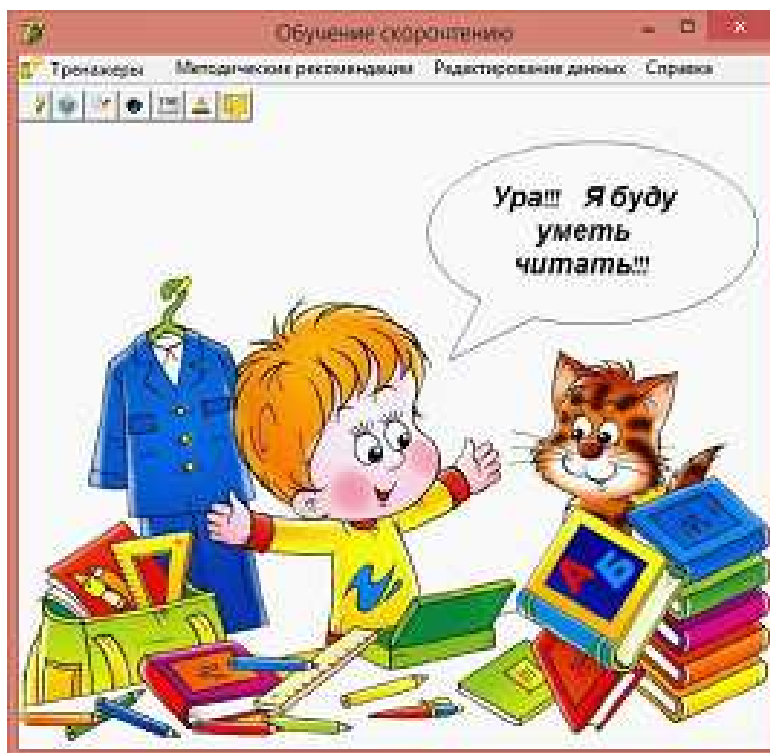 Обучение скорочтению
Тренажеры Методические рекомендации Редактирование данных Справка
Ура!!! Я буду
уметь
читать!!!
А Б